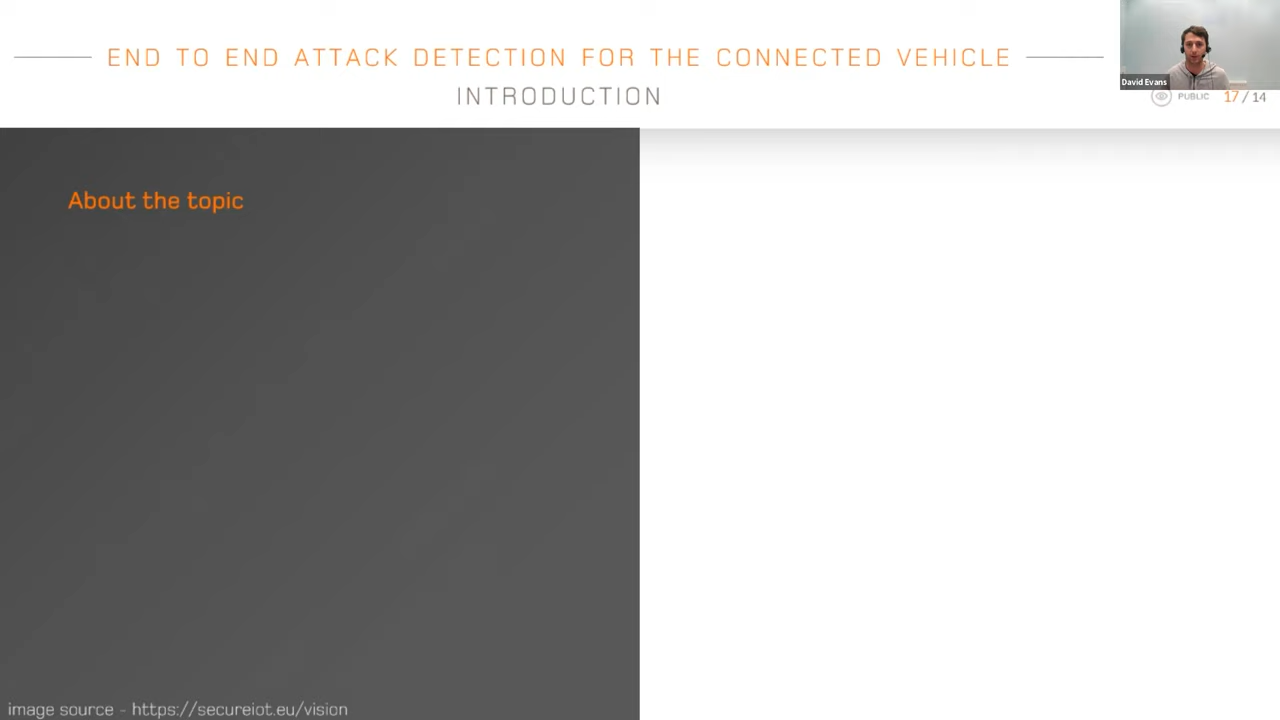 END TO END ATTACK DETECTION FOR THE CONNECTED VEHICLE
INTRODUCTION
David Evans
PUBLIC 17 / 14
About the topic
image source - https://secureiot.eu/vision